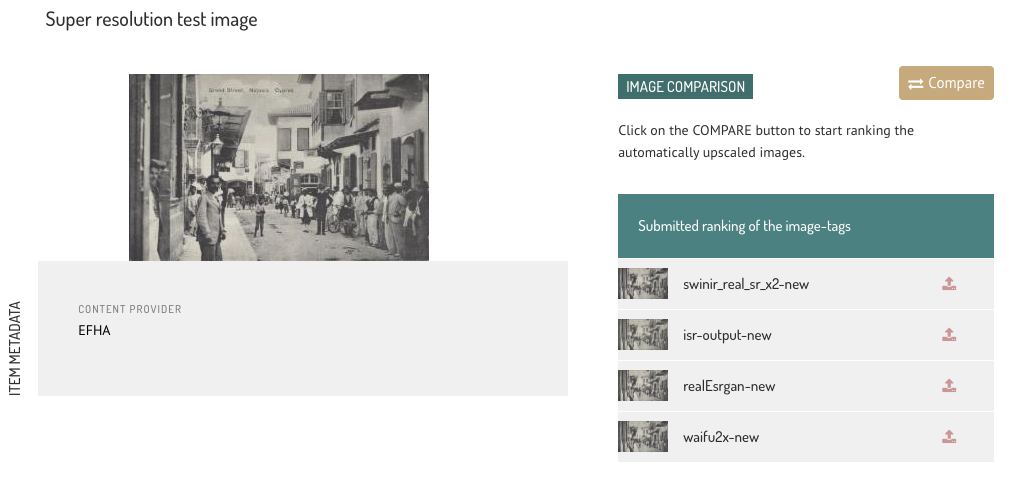 Super resolution test image
Grand Street, Nicosia Cyprus
IMAGE COMPARISON
Compare
Click on the COMPARE button to start ranking the
automatically upscaled images.
Submitted ranking of the image-tags
swinir_real_sr_x2-new
isr-output-new
realEsrgan-new
waifu2x-new
ITEM METADATA
CONTENT PROVIDER
EFHA